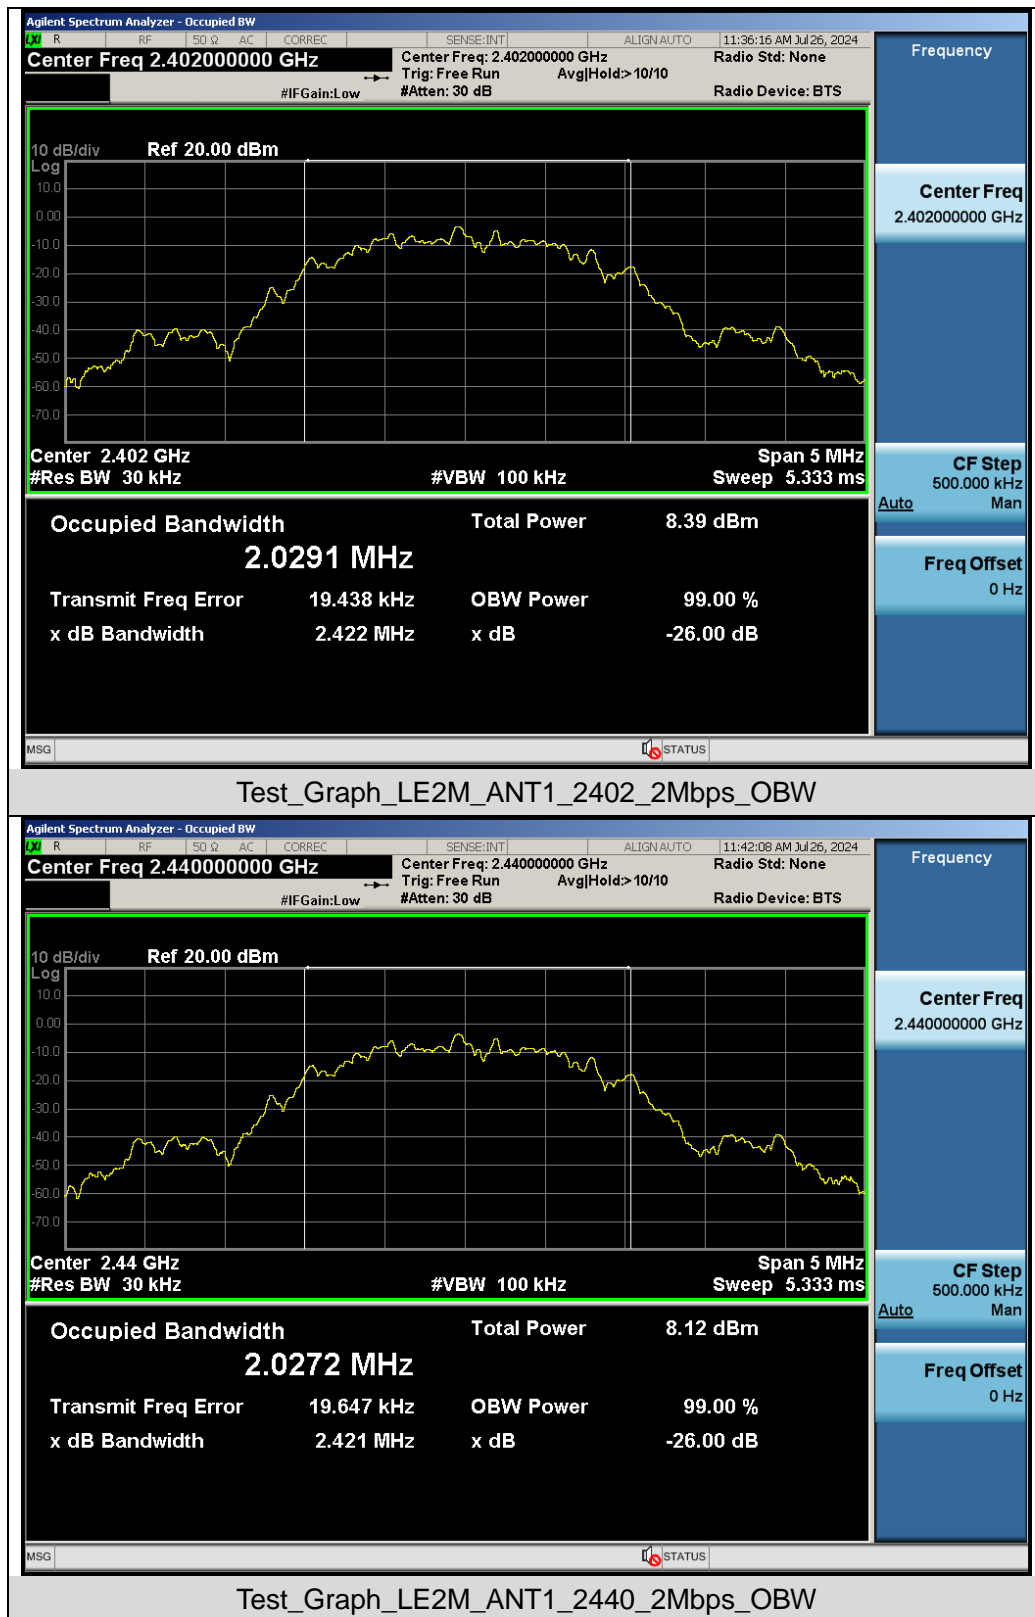 Agilent Spectrum Analyzer - Occupied BW
LXI R RF 50 Ω AC CORREC SENSE:INT ALIGN AUTO 11:36:16 AM Jul 26, 2024
Center Freq 2.402000000 GHz Center Freq: 2.402000000 GHz Radio Std: None Frequency
Trig: Free Run Avg|Hold:>10/10
#IFGain:Low #Atten: 30 dB Radio Device: BTS
10 dB/div Ref 20.00 dBm
Log
10.0
0.00
-10.0
-20.0
-30.0
-40.0
-50.0
-60.0
-70.0
Center 2.402 GHz Span 5 MHz
#Res BW 30 kHz #VBW 100 kHz Sweep 5.333 ms
Center Freq
2.402000000 GHz
CF Step
500.000 kHz
Auto Man
Freq Offset
0 Hz
Occupied Bandwidth Total Power 8.39 dBm
2.0291 MHz
Transmit Freq Error 19.438 kHz OBW Power 99.00 %
x dB Bandwidth 2.422 MHz x dB -26.00 dB
MSG STATUS
Test_Graph_LE2M_ANT1_2402_2Mbps_OBW
Agilent Spectrum Analyzer - Occupied BW
LXI R RF 50 Ω AC CORREC SENSE:INT ALIGN AUTO 11:42:08 AM Jul 26, 2024
Center Freq 2.440000000 GHz Center Freq: 2.440000000 GHz Radio Std: None Frequency
Trig: Free Run Avg|Hold:>10/10
#IFGain:Low #Atten: 30 dB Radio Device: BTS
10 dB/div Ref 20.00 dBm
Log
10.0
0.00
-10.0
-20.0
-30.0
-40.0
-50.0
-60.0
-70.0
Center 2.44 GHz Span 5 MHz
#Res BW 30 kHz #VBW 100 kHz Sweep 5.333 ms
Center Freq
2.440000000 GHz
CF Step
500.000 kHz
Auto Man
Freq Offset
0 Hz
Occupied Bandwidth Total Power 8.12 dBm
2.0272 MHz
Transmit Freq Error 19.647 kHz OBW Power 99.00 %
x dB Bandwidth 2.421 MHz x dB -26.00 dB
MSG STATUS
Test_Graph_LE2M_ANT1_2440_2Mbps_OBW